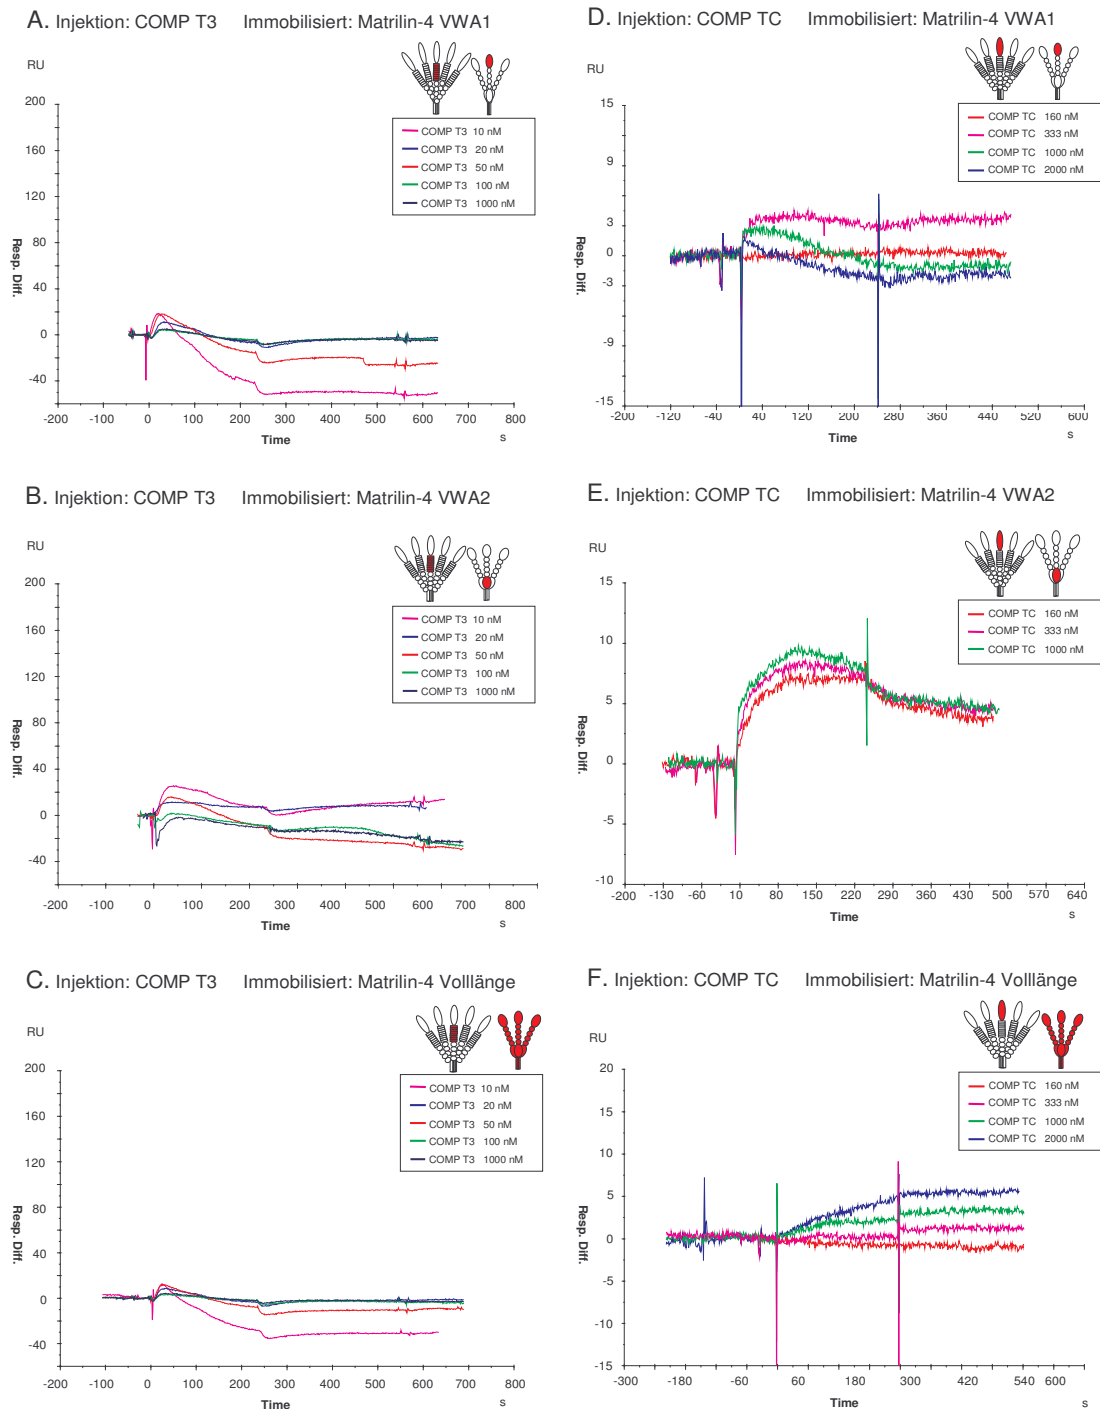 A. Injektion: COMP T3 Immobilisiert: Matrilin-4 VWA1
RU
200
160
120
80
40
0
-40
Resp. Diff.
COMP T3 10 nM
COMP T3 20 nM
COMP T3 50 nM
COMP T3 100 nM
COMP T3 1000 nM
-200 -100 0 100 200 300 400 500 600 700 800
Time s
B. Injektion: COMP T3 Immobilisiert: Matrilin-4 VWA2
RU
200
160
120
80
40
0
-40
Resp. Diff.
COMP T3 10 nM
COMP T3 20 nM
COMP T3 50 nM
COMP T3 100 nM
COMP T3 1000 nM
-200 -100 0 100 200 300 400 500 600 700 800
Time s
C. Injektion: COMP T3 Immobilisiert: Matrilin-4 Volllänge
RU
200
160
120
80
40
0
-40
Resp. Diff.
COMP T3 10 nM
COMP T3 20 nM
COMP T3 50 nM
COMP T3 100 nM
COMP T3 1000 nM
-200 -100 0 100 200 300 400 500 600 700 800
Time s
D. Injektion: COMP TC Immobilisiert: Matrilin-4 VWA1
RU
15
9
3
0
-3
-9
-15
Resp. Diff.
COMP TC 160 nM
COMP TC 333 nM
COMP TC 1000 nM
COMP TC 2000 nM
-200 -120 -40 40 120 200 280 360 440 520 600
Time s
E. Injektion: COMP TC Immobilisiert: Matrilin-4 VWA2
RU
15
10
5
0
-5
-10
Resp. Diff.
COMP TC 160 nM
COMP TC 333 nM
COMP TC 1000 nM
-200 -130 -60 10 80 150 220 290 360 430 500 570 640
Time s
F. Injektion: COMP TC Immobilisiert: Matrilin-4 Volllänge
RU
20
15
10
5
0
-5
-10
-15
Resp. Diff.
COMP TC 160 nM
COMP TC 333 nM
COMP TC 1000 nM
COMP TC 2000 nM
-300 -180 -60 60 180 300 420 540 600
Time s